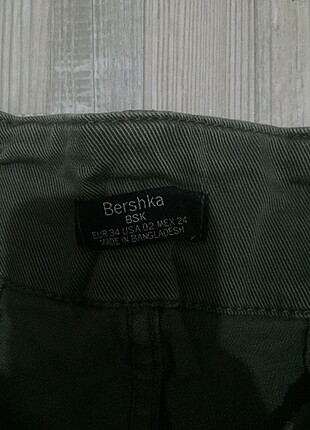 Bershka
BSK
EUR 34 USA 02 MEX 24
MADE IN BANGLADESH